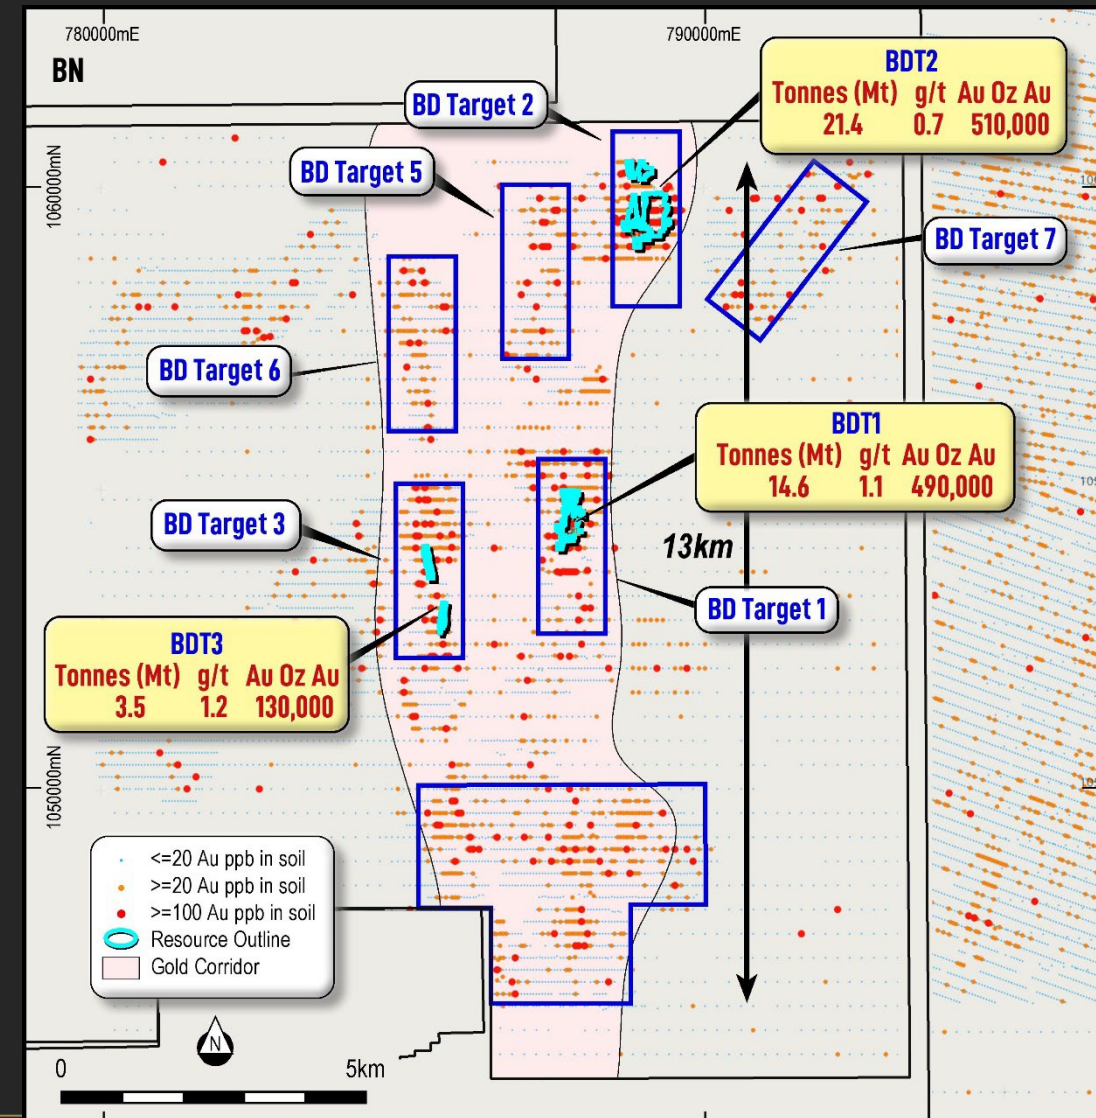 780000mE
790000mE
BN
BDT2
Tonnes (Mt) g/t Au Oz Au
21.4 0.7 510,000
BD Target 2
BD Target 5
1060000mN
BD Target 7
BD Target 6
BDT1
Tonnes (Mt) g/t Au Oz Au
14.6 1.1 490,000
BD Target 3
13km
BD Target 1
BDT3
Tonnes (Mt) g/t Au Oz Au
3.5 1.2 130,000
1050000mN
<=20 Au ppb in soil
>=20 Au ppb in soil
>=100 Au ppb in soil
Resource Outline
Gold Corridor
N
0 5km